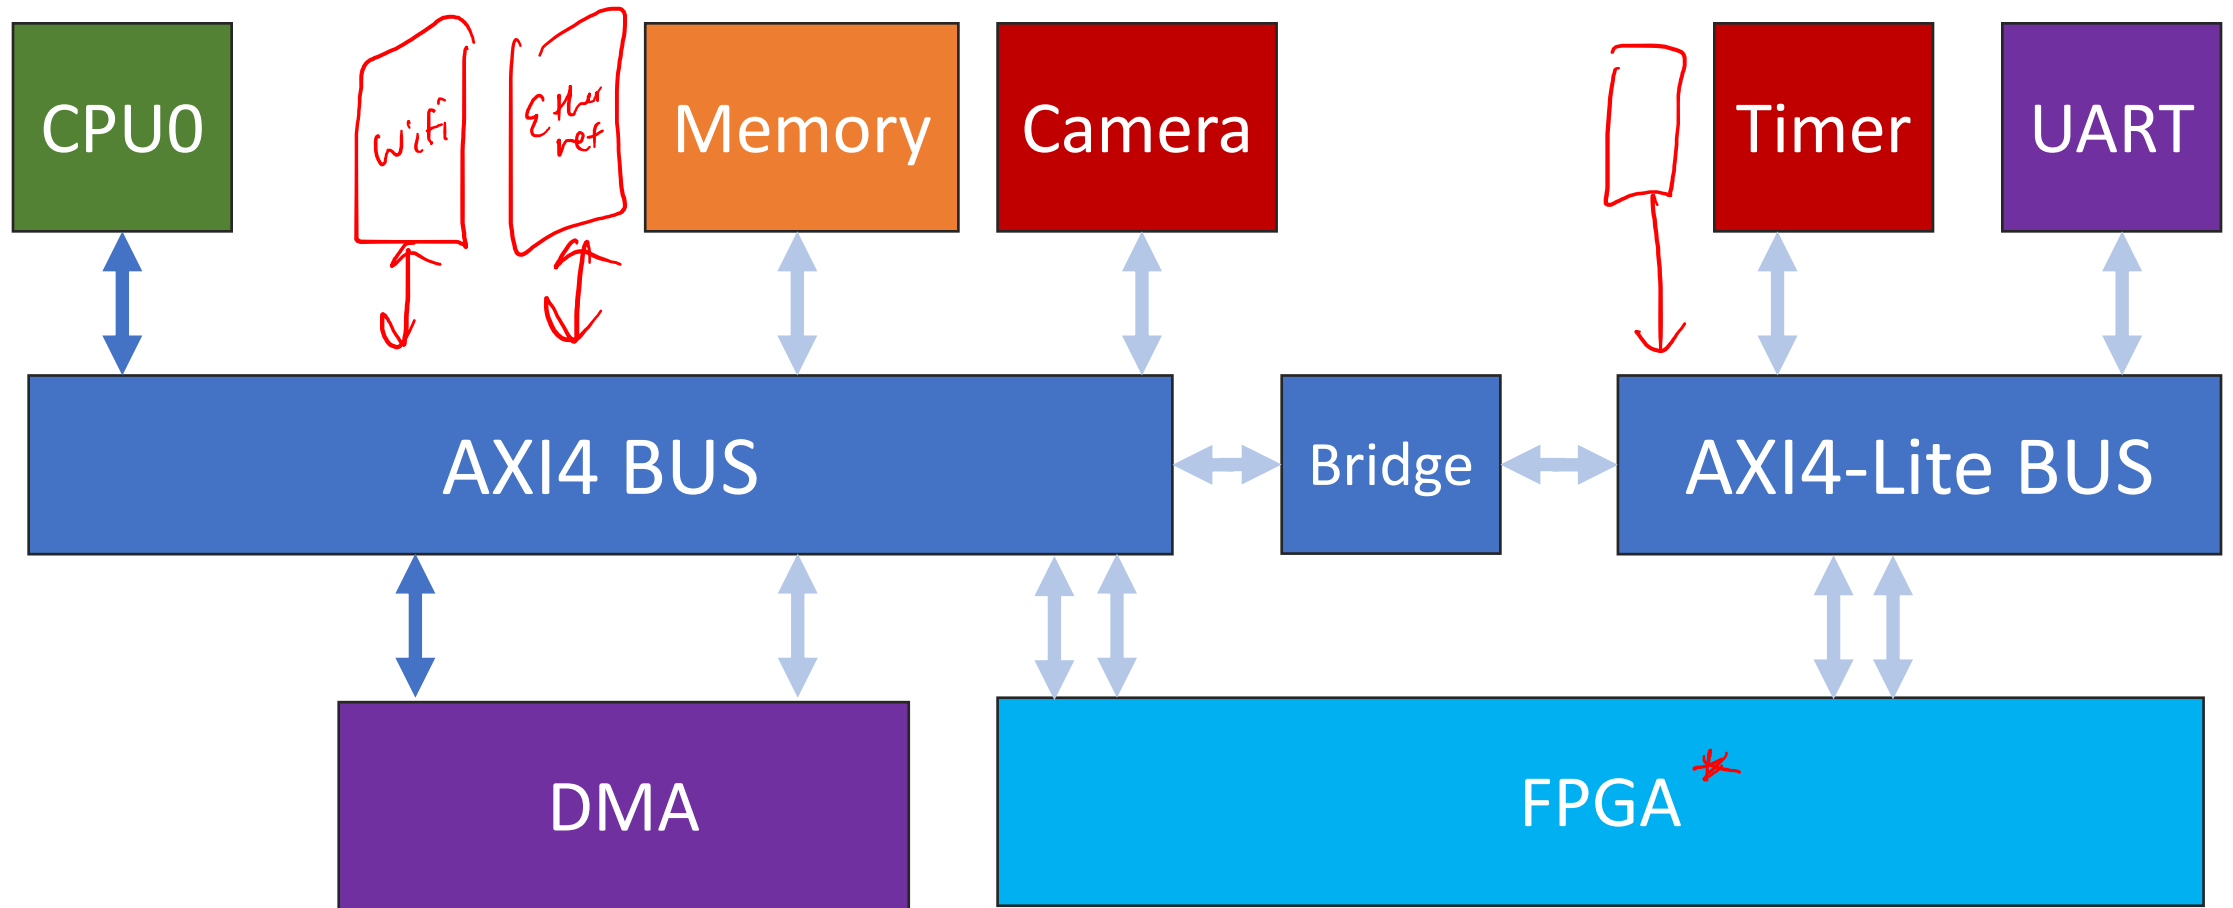 CPU0
Wifi
Ether
net
Memory
Camera
Timer
UART
AXI4 BUS
Bridge
AXI4-Lite BUS
DMA
FPGA *